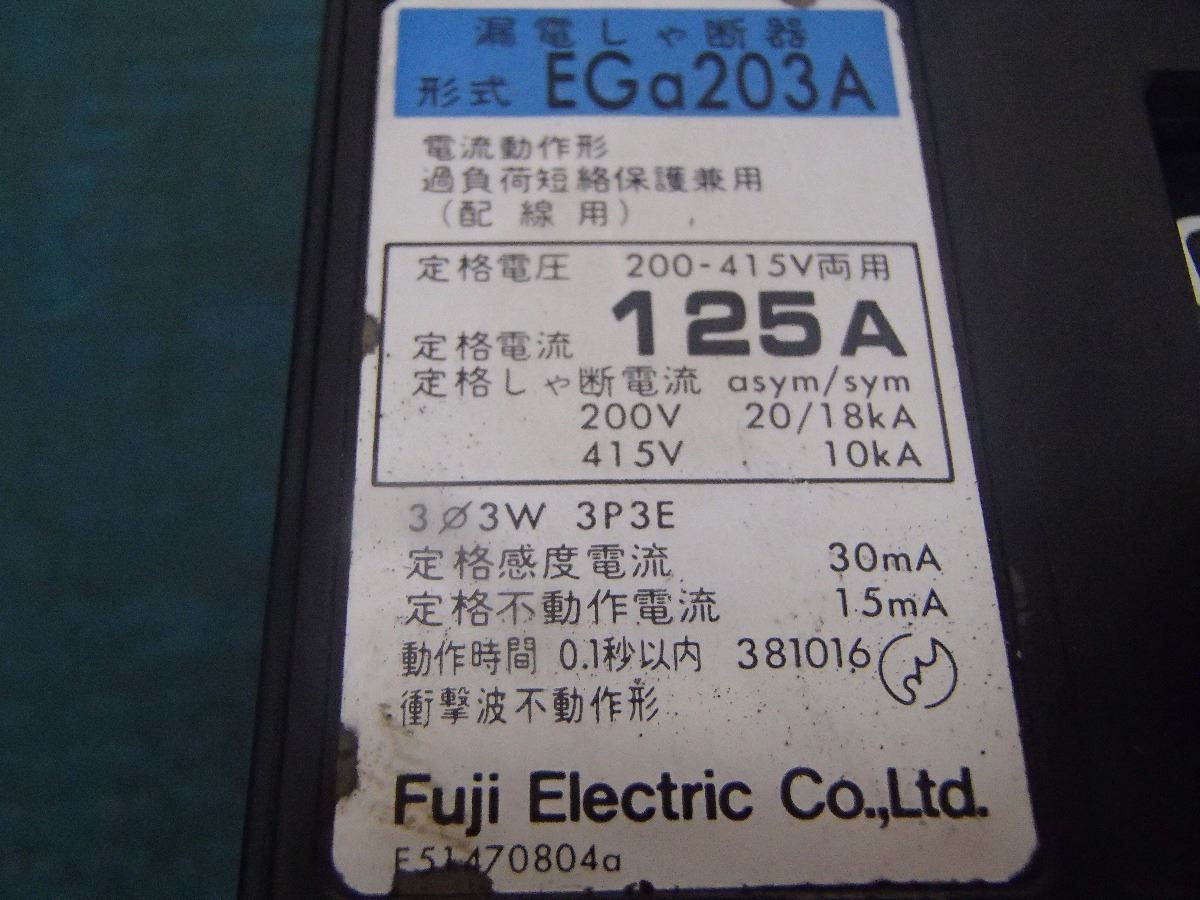 漏電しゃ断器
形式 EGa203A
電流動作形
過負荷短絡保護兼用
(配線用)
定格電圧 200-415V両用
定格電流 125A
定格しゃ断電流 asym/sym
200V 20/18kA
415V 10kA
3ø3W 3P3E
定格感度電流 30mA
定格不動作電流 15mA
動作時間 0.1秒以内 381016
衝撃波不動作形
Fuji Electric Co.,Ltd.
E51470804a